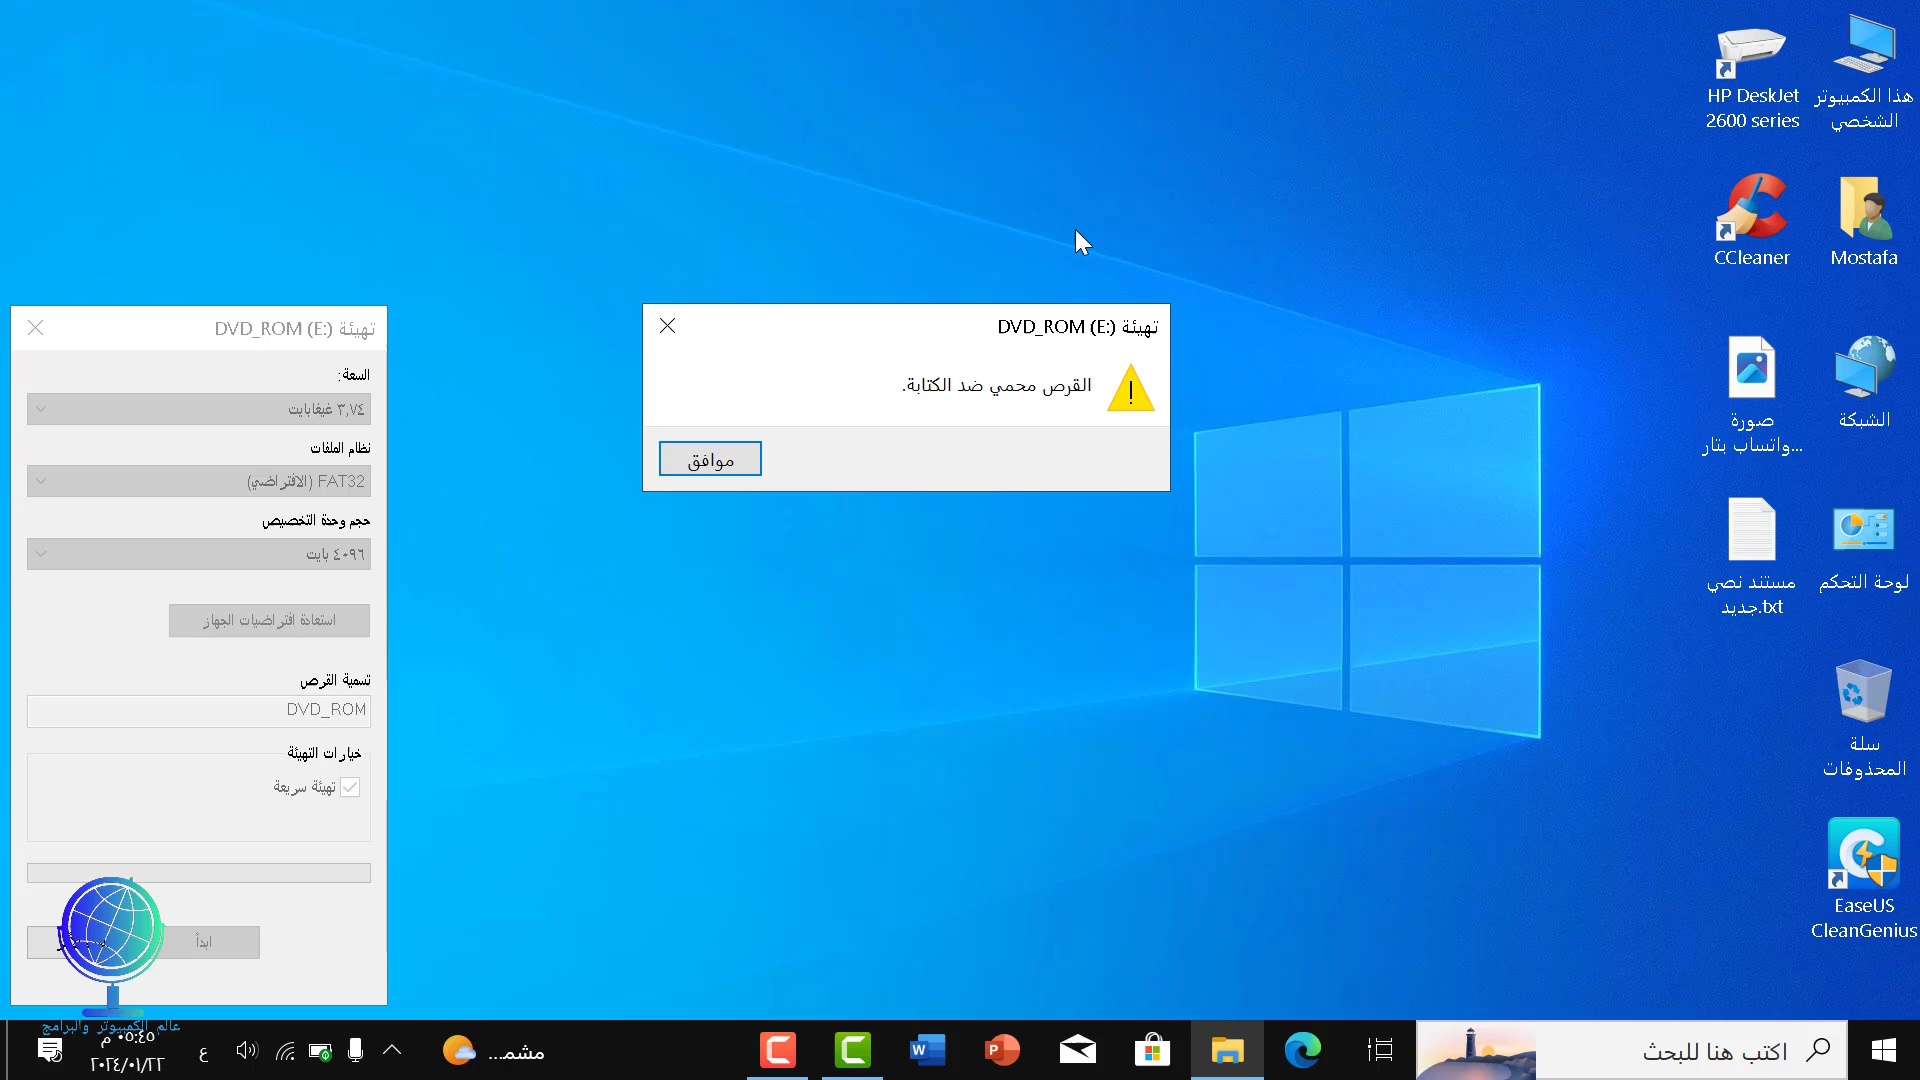 هذا الكمبيوتر
الشخصي
HP DeskJet
2600 series
Mostafa
CCleaner
الشبكة
صورة
واتساب بتار...
لوحة التحكم
مستند نصي
جديد.txt
سلة
المحذوفات
EaseUS
CleanGenius
تهيئة DVD_ROM (E:)
القرص محمي ضد الكتابة.
موافق
تهيئة DVD_ROM (E:)
السعة:
٣,٧٤ غيغابايت
نظام الملفات
FAT32 (الافتراضي)
حجم وحدة التخصيص
٤٠٩٦ بايت
استعادة افتراضيات الجهاز
تسمية القرص
DVD_ROM
خيارات التهيئة
تهيئة سريعة
ابدأ
عالم الكمبيوتر والبرامج
اكتب هنا للبحث
مشمـ...
ع
٠٥:٤٥ م
٢٠٢٤/٠١/٢٢